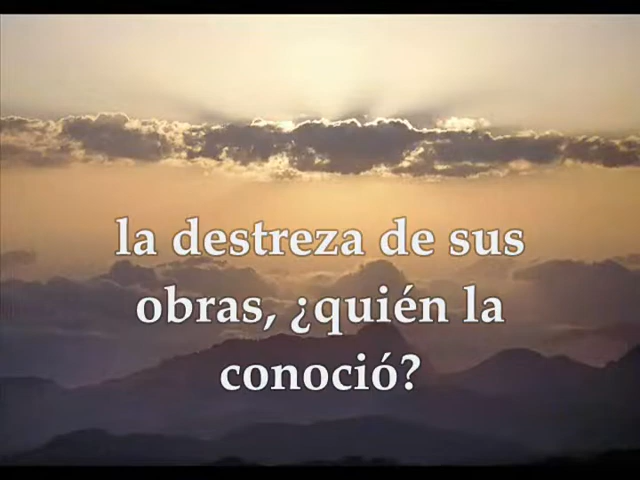 la destreza de sus
obras, ¿quién la
conoció?